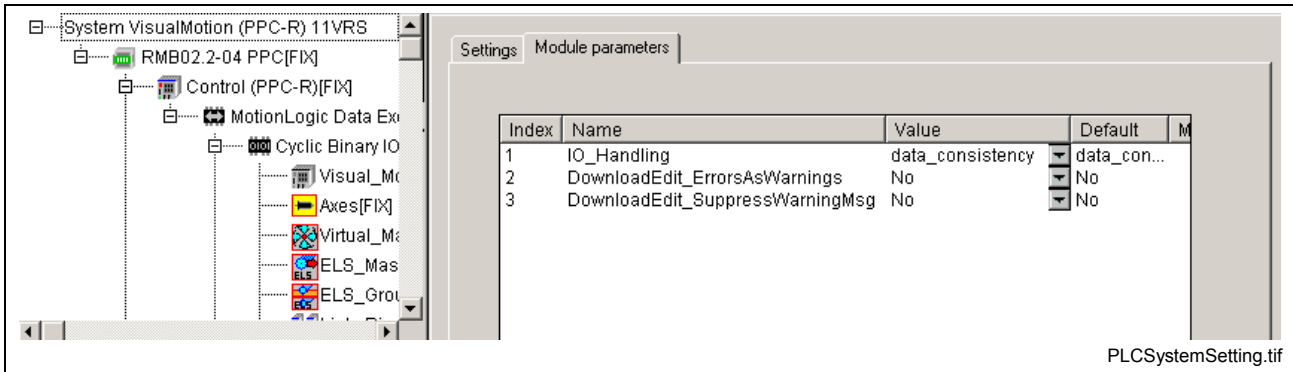 System VisualMotion (PPC-R) 11VRS
RMB02.2-04 PPC[FIX]
Control (PPC-R)[FIX]
MotionLogic Data Ex
Cyclic Binary IO
Visual_Mo
Axes[FIX]
Virtual_Ma
ELS_Mas
ELS_Grou
Settings Module parameters
Index Name Value Default M
1 IO_Handling data_consistency data_con...
2 DownloadEdit_ErrorsAsWarnings No No
3 DownloadEdit_SuppressWarningMsg No No
PLCSystemSetting.tif